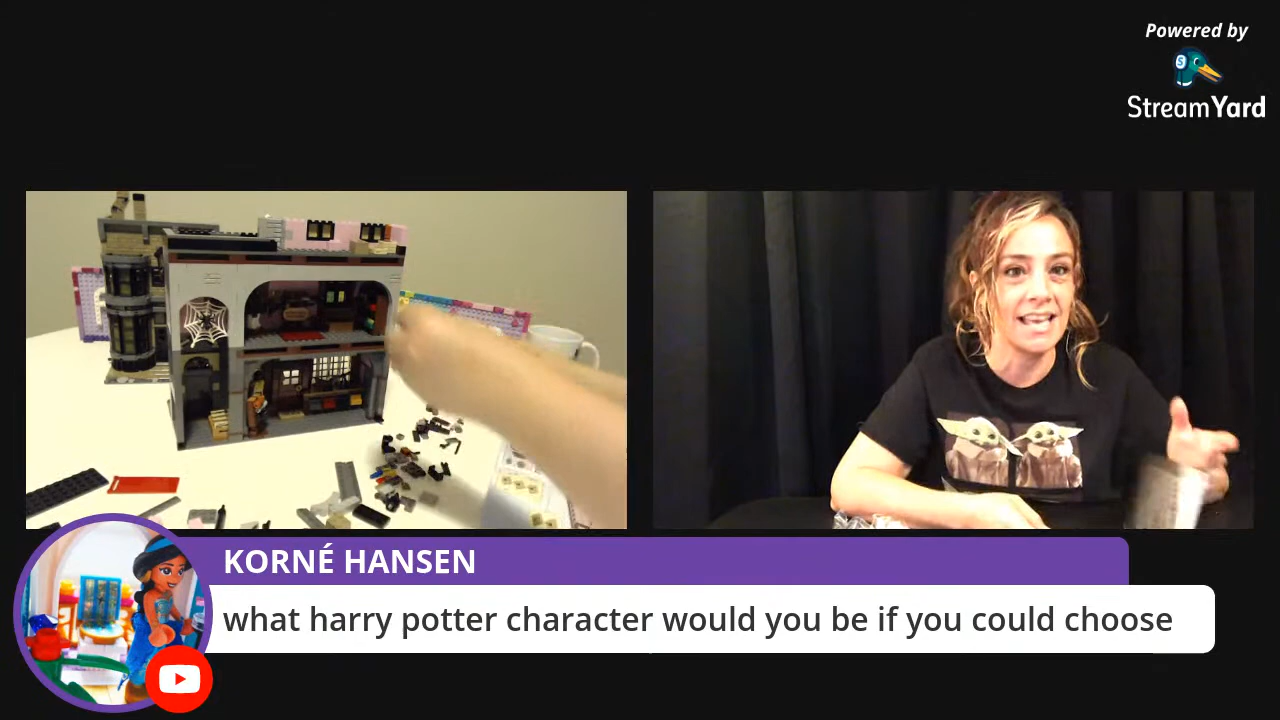 Powered by
StreamYard
KORNÉ HANSEN
what harry potter character would you be if you could choose